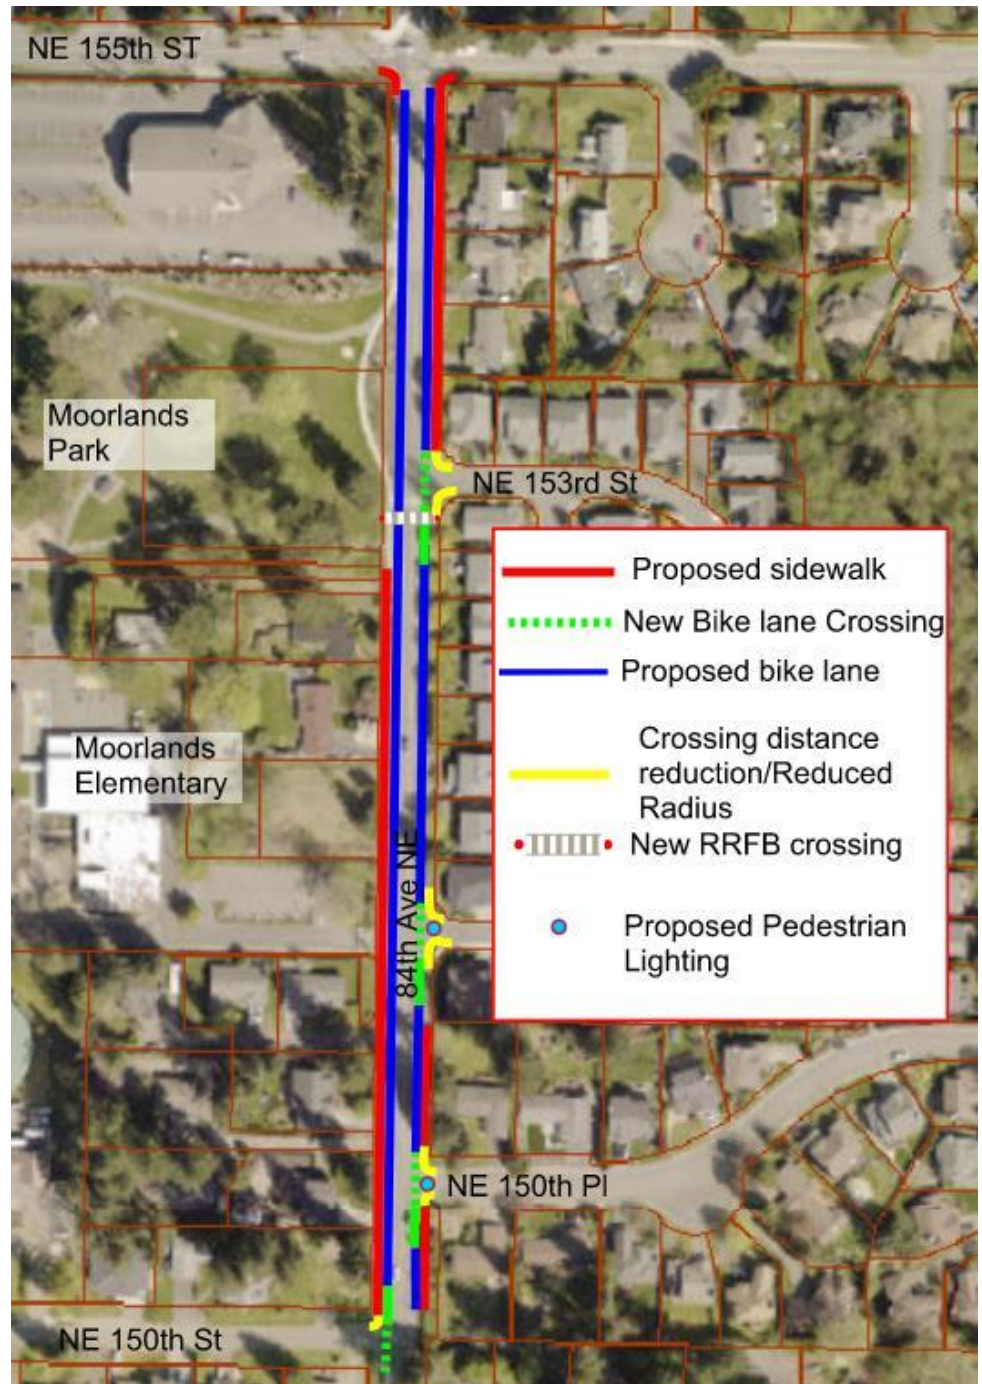 NE 155th ST
Moorlands
Park
NE 153rd St
Proposed sidewalk
New Bike lane Crossing
Proposed bike lane
Moorlands
Elementary
Crossing distance
reduction/Reduced
Radius
New RRFB crossing
84th Ave NE
Proposed Pedestrian
Lighting
NE 150th Pl
NE 150th St